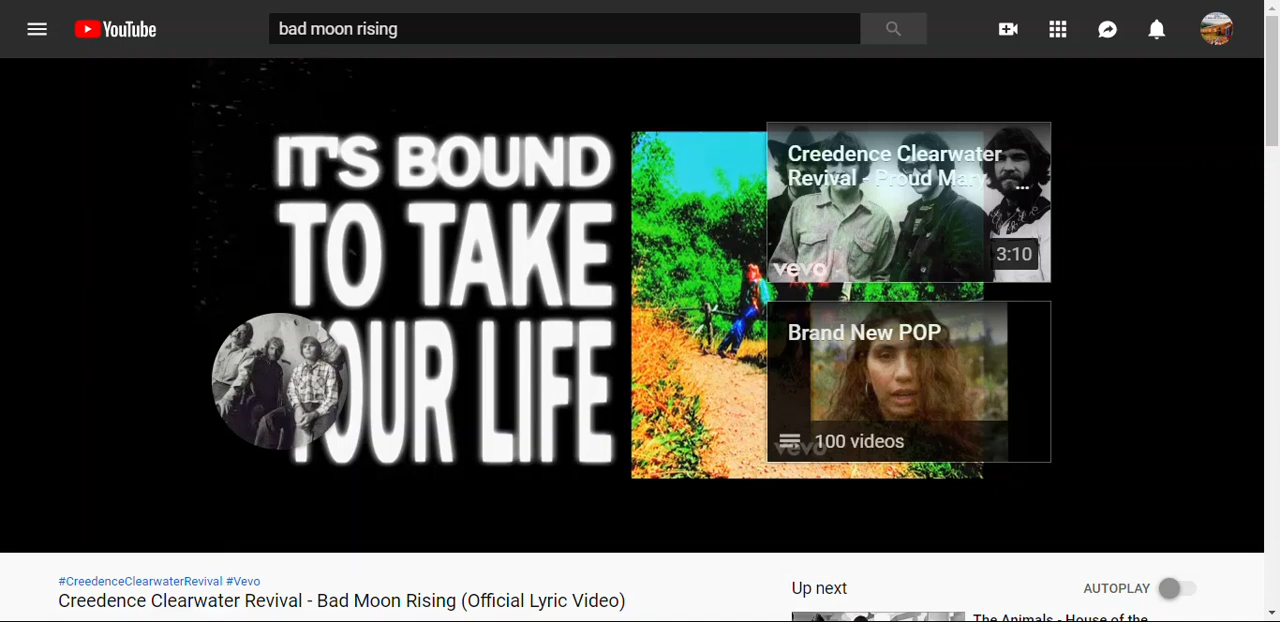 YouTube
bad moon rising
IT'S BOUND
TO TAKE
YOUR LIFE
Creedence Clearwater
Revival - Proud Mary
...
vevo
3:10
Brand New POP
100 videos
vevo
#CreedenceClearwaterRevival #Vevo
Creedence Clearwater Revival - Bad Moon Rising (Official Lyric Video)
Up next
AUTOPLAY
The Animals - House of the